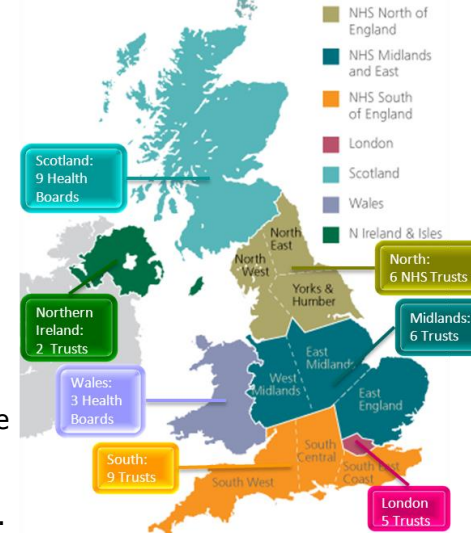 NHS North of
England
NHS Midlands
and East
NHS South
of England
London
Scotland
Wales
N Ireland & Isles
Scotland:
9 Health
Boards
North
East
North
West
Yorks &
Humber
North:
6 NHS Trusts
Northern
Ireland:
2 Trusts
Midlands:
6 Trusts
East
Midlands
West
Midlands
East
England
Wales:
3 Health
Boards
South:
9 Trusts
South
Central
South West
South East
Coast
London
5 Trusts
e
.